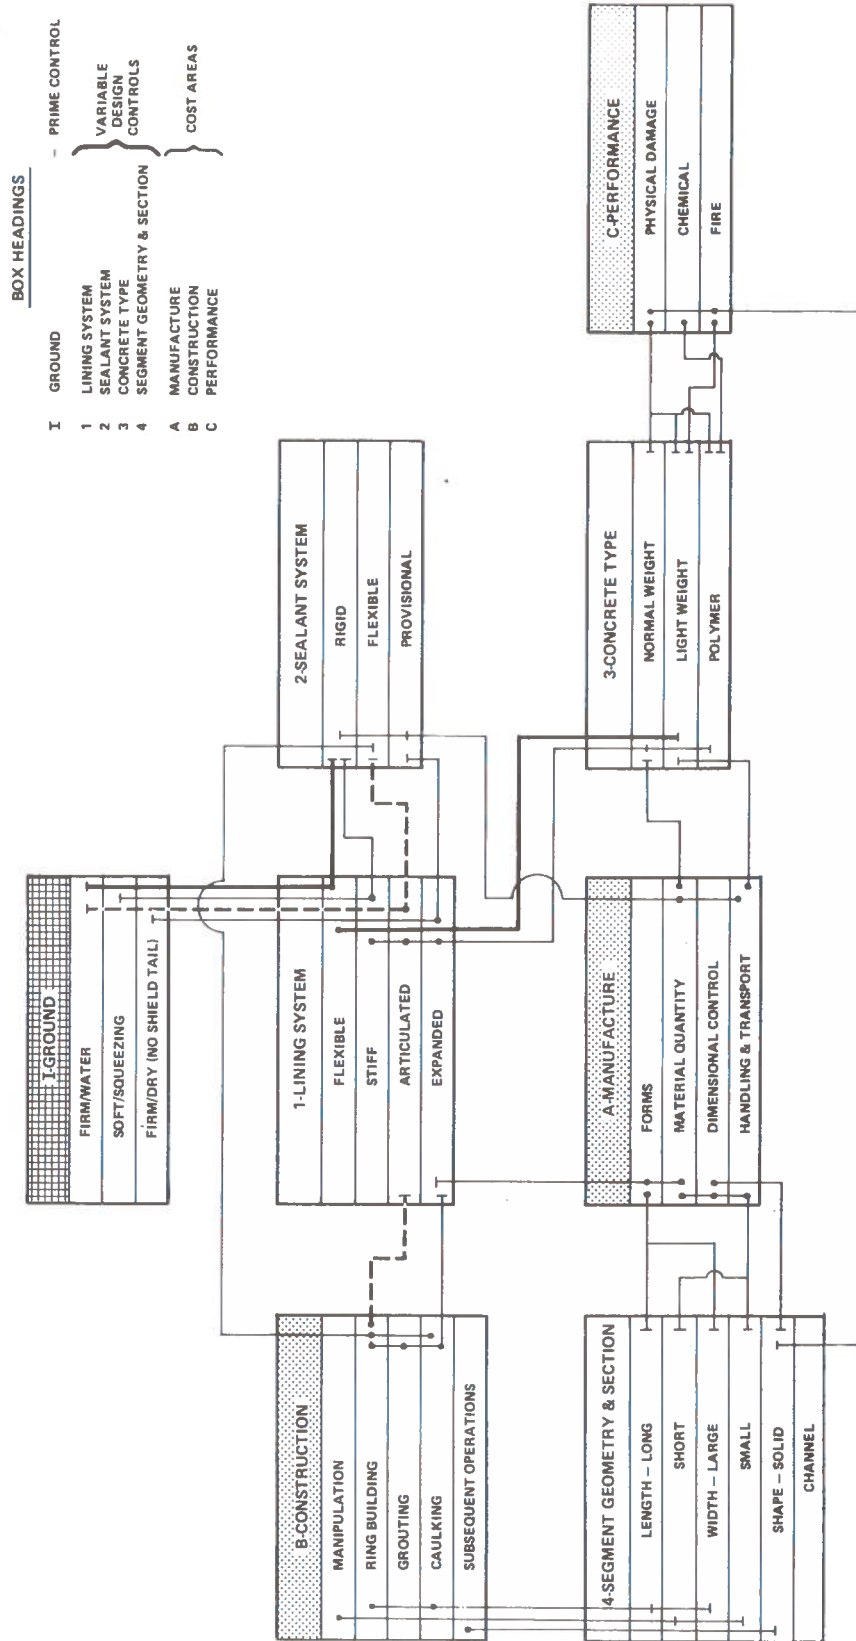 BOX HEADINGS
I GROUND – PRIME CONTROL
1 LINING SYSTEM
2 SEALANT SYSTEM
3 CONCRETE TYPE
4 SEGMENT GEOMETRY & SECTION
VARIABLE
DESIGN
CONTROLS
A MANUFACTURE
B CONSTRUCTION
C PERFORMANCE
COST AREAS
I-GROUND
FIRM/WATER
SOFT/SQUEEZING
FIRM/DRY (NO SHIELD TAIL)
B-CONSTRUCTION
MANIPULATION
RING BUILDING
GROUTING
CAULKING
SUBSEQUENT OPERATIONS
1-LINING SYSTEM
FLEXIBLE
STIFF
ARTICULATED
EXPANDED
2-SEALANT SYSTEM
RIGID
FLEXIBLE
PROVISIONAL
4-SEGMENT GEOMETRY & SECTION
LENGTH – LONG
SHORT
WIDTH – LARGE
SMALL
SHAPE – SOLID
CHANNEL
A-MANUFACTURE
FORMS
MATERIAL QUANTITY
DIMENSIONAL CONTROL
HANDLING & TRANSPORT
3-CONCRETE TYPE
NORMAL WEIGHT
LIGHT WEIGHT
POLYMER
C-PERFORMANCE
PHYSICAL DAMAGE
CHEMICAL
FIRE